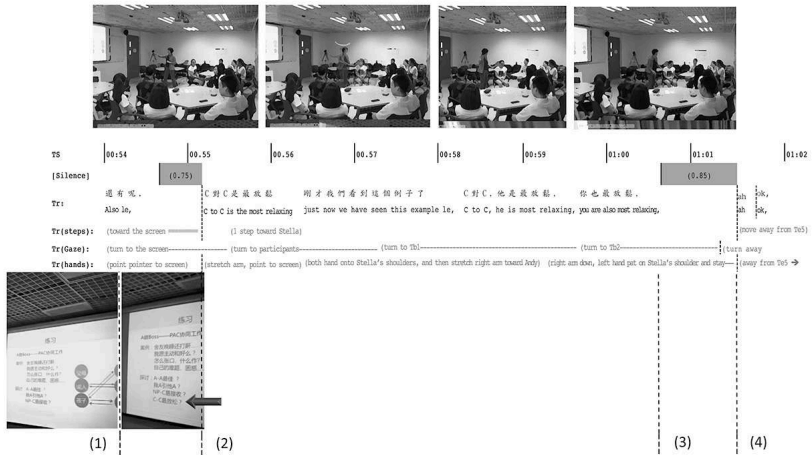 TS 00:54 00:55 00:56 00:57 00:58 00:59 01:00 01:01 01:02
[Silence] (0.75) (0.85)
還有呢, C對C是最放鬆 剛才我們看到這個例子了 C對C,他是最放鬆, 你也最放鬆,
Tr: Also le, C to C is the most relaxing just now we have seen this example le, C to C, he is most relaxing, you are also most relaxing, ah ok,
ah ok,
Tr(steps): (toward the screen (1 step toward Stella) (move away from Te5)
Tr(Gaze): (turn to the screen (turn to participants (turn to Tb1 (turn to Tb2) (turn away
Tr(hands): (point pointer to screen) (stretch arm, point to screen) (both hand onto Stella's shoulders, and then stretch right arm toward Andy) (right arm down, left hand pat on Stella's shoulder and stay (away from Te5 →
练习
练习
(1) (2) (3) (4)